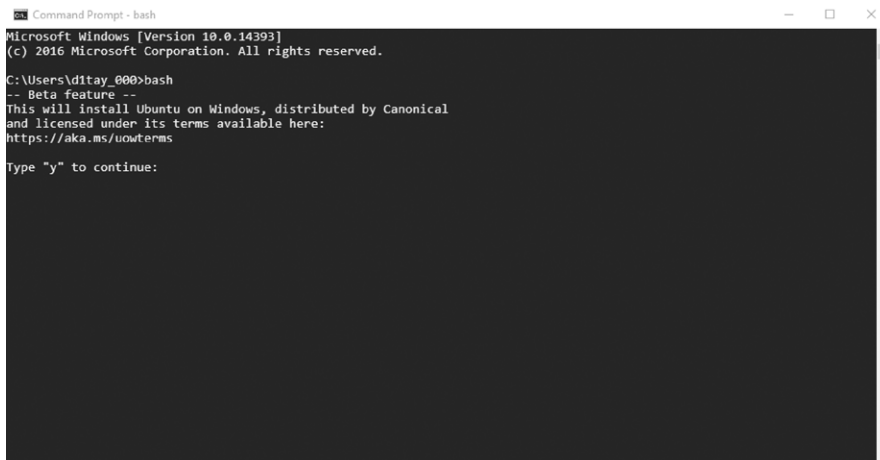 Command Prompt - bash
Microsoft Windows [Version 10.0.14393]
(c) 2016 Microsoft Corporation. All rights reserved.
C:\Users\d1tay_000>bash
-- Beta feature --
This will install Ubuntu on Windows, distributed by Canonical
and licensed under its terms available here:
https://aka.ms/uowterms
Type "y" to continue: